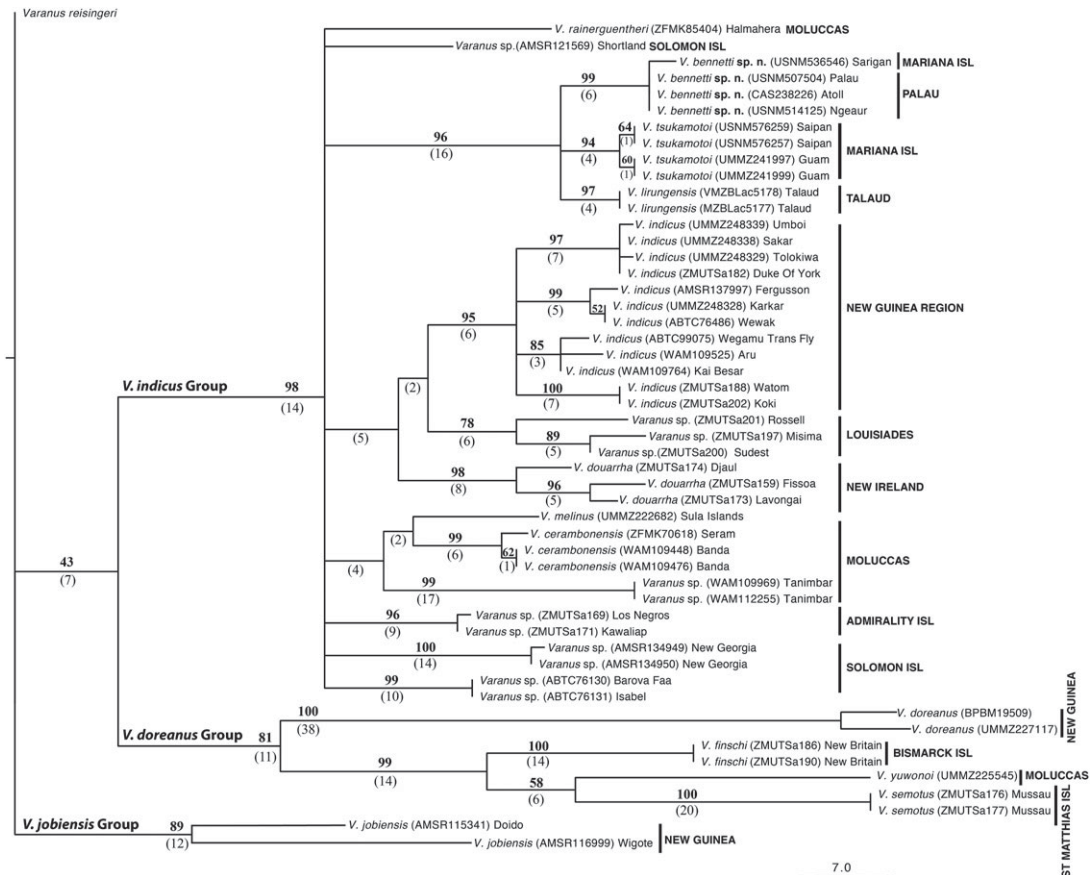 Varanus reisingeri
V. rainerguentheri (ZFMK85404) Halmahera MOLUCCAS
Varanus sp.(AMSR121569) Shortland SOLOMON ISL
V. bennetti sp. n. (USNM536546) Sarigan MARIANA ISL
99
V. bennetti sp. n. (USNM507504) Palau
(6)
V. bennetti sp. n. (CAS238226) Atoll PALAU
V. bennetti sp. n. (USNM514125) Ngeaur
64 V. tsukamotoi (USNM576259) Saipan
96
94 (1) V. tsukamotoi (USNM576257) Saipan MARIANA ISL
(16)
(4) 60 V. tsukamotoi (UMMZ241997) Guam
(1) V. tsukamotoi (UMMZ241999) Guam
97 V. lirungensis (VMZBLac5178) Talaud TALAUD
(4) V. lirungensis (MZBLac5177) Talaud
V. indicus (UMMZ248339) Umboi
97 V. indicus (UMMZ248338) Sakar
(7) V. indicus (UMMZ248329) Tolokiwa
V. indicus (ZMUTSa182) Duke Of York
99 V. indicus (AMSR137997) Fergusson
(5) 52 V. indicus (UMMZ248328) Karkar NEW GUINEA REGION
95 V. indicus (ABTC76486) Wewak
(6)
85 V. indicus (ABTC99075) Wegamu Trans Fly
(3) V. indicus (WAM109525) Aru
V. indicus (WAM109764) Kai Besar
V. indicus Group 98 (2) 100 V. indicus (ZMUTSa188) Watom
(14) (7) V. indicus (ZMUTSa202) Koki
78 Varanus sp. (ZMUTSa201) Rossell
(5) (6) 89 Varanus sp. (ZMUTSa197) Misima LOUISIADES
(5) Varanus sp.(ZMUTSa200) Sudest
98 V. douarrha (ZMUTSa174) Djaul
(8) 96 V. douarrha (ZMUTSa159) Fissoa NEW IRELAND
(5) V. douarrha (ZMUTSa173) Lavongai
V. melinus (UMMZ222682) Sula Islands
(2) 99 V. cerambonensis (ZFMK70618) Seram
(6) 62 V. cerambonensis (WAM109448) Banda
43 (4) (1) V. cerambonensis (WAM109476) Banda MOLUCCAS
(7) 99 Varanus sp. (WAM109969) Tanimbar
(17) Varanus sp. (WAM112255) Tanimbar
96 Varanus sp. (ZMUTSa169) Los Negros ADMIRALITY ISL
(9) Varanus sp. (ZMUTSa171) Kawaliap
100 Varanus sp. (AMSR134949) New Georgia
(14) Varanus sp. (AMSR134950) New Georgia SOLOMON ISL
99 Varanus sp. (ABTC76130) Barova Faa
(10) Varanus sp. (ABTC76131) Isabel
100 V. doreanus (BPBM19509) NEW GUINEA
(38) V. doreanus (UMMZ227117)
V. doreanus Group 81
(11)
100 V. finschi (ZMUTSa186) New Britain BISMARCK ISL
99 (14) V. finschi (ZMUTSa190) New Britain
(14)
58 V. yuwonoi (UMMZ225545) MOLUCCAS
(6) 100 V. semotus (ZMUTSa176) Mussau ST MATTHIAS ISL
(20) V. semotus (ZMUTSa177) Mussau
V. jobiensis Group 89 V. jobiensis (AMSR115341) Doido
(12) V. jobiensis (AMSR116999) Wigote NEW GUINEA
7.0